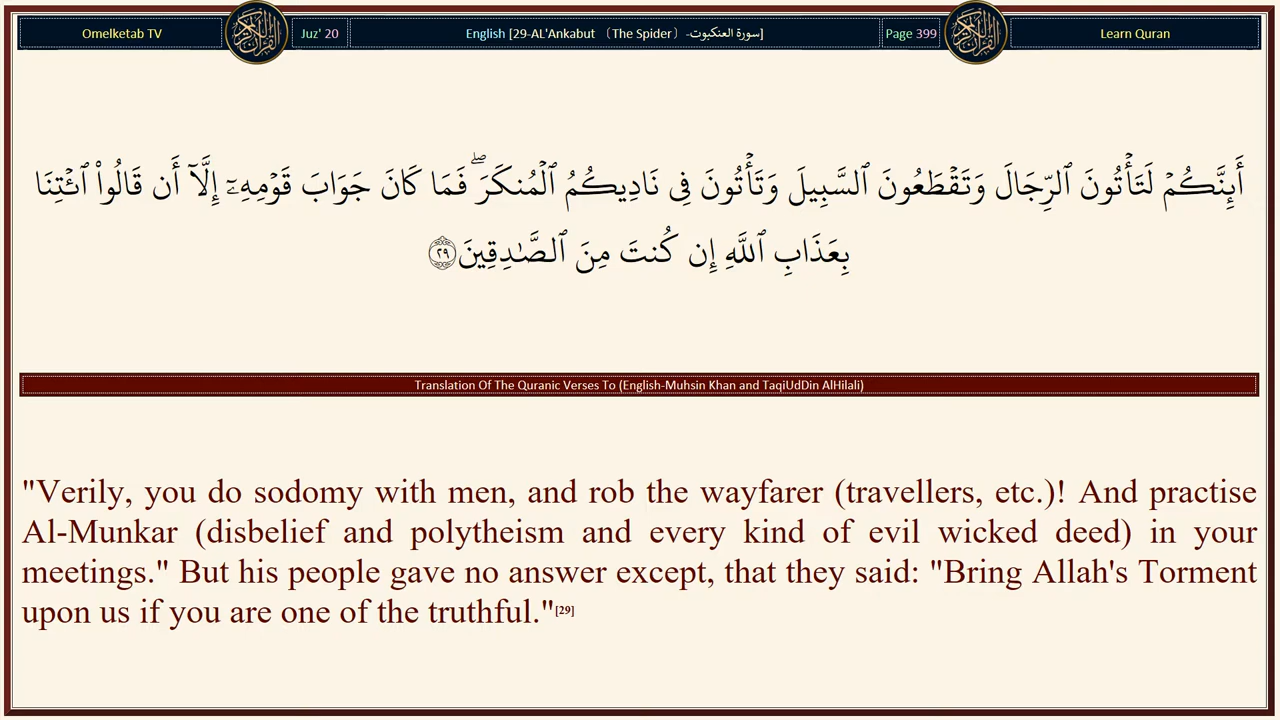 Omelketab TV
Juz' 20
English [29-AL'Ankabut （The Spider） -سورة العنكبوت]
Page 399
Learn Quran
أَئِنَّكُمْ لَتَأْتُونَ ٱلرِّجَالَ وَتَقْطَعُونَ ٱلسَّبِيلَ وَتَأْتُونَ فِى نَادِيكُمُ ٱلْمُنكَرَ ۖ فَمَا كَانَ جَوَابَ قَوْمِهِۦٓ إِلَّآ أَن قَالُوا۟ ٱئْتِنَا
بِعَذَابِ ٱللَّهِ إِن كُنتَ مِنَ ٱلصَّـٰدِقِينَ ٢٩
Translation Of The Quranic Verses To (English-Muhsin Khan and TaqiUdDin AlHilali)
"Verily, you do sodomy with men, and rob the wayfarer (travellers, etc.)! And practise
Al-Munkar (disbelief and polytheism and every kind of evil wicked deed) in your
meetings." But his people gave no answer except, that they said: "Bring Allah's Torment
upon us if you are one of the truthful."[29]